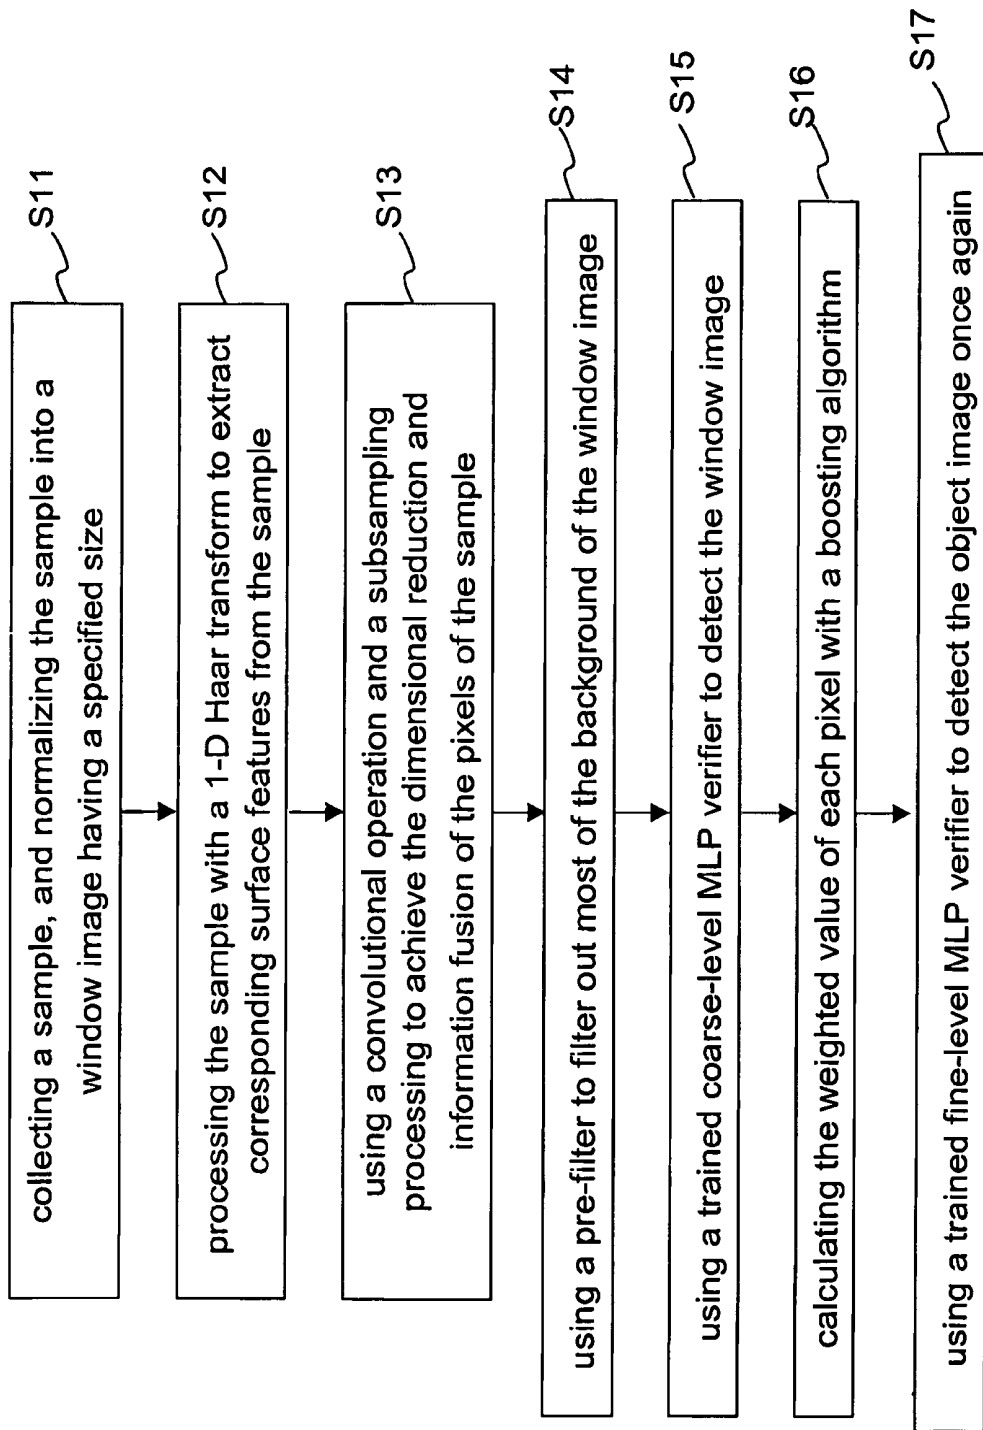 collecting a sample, and normalizing the sample into a
window image having a specified size
S11
processing the sample with a 1-D Haar transform to extract
corresponding surface features from the sample
S12
using a convolutional operation and a subsampling
processing to achieve the dimensional reduction and
information fusion of the pixels of the sample
S13
using a pre-filter to filter out most of the background of the window image
S14
using a trained coarse-level MLP verifier to detect the window image
S15
calculating the weighted value of each pixel with a boosting algorithm
S16
using a trained fine-level MLP verifier to detect the object image once again
S17